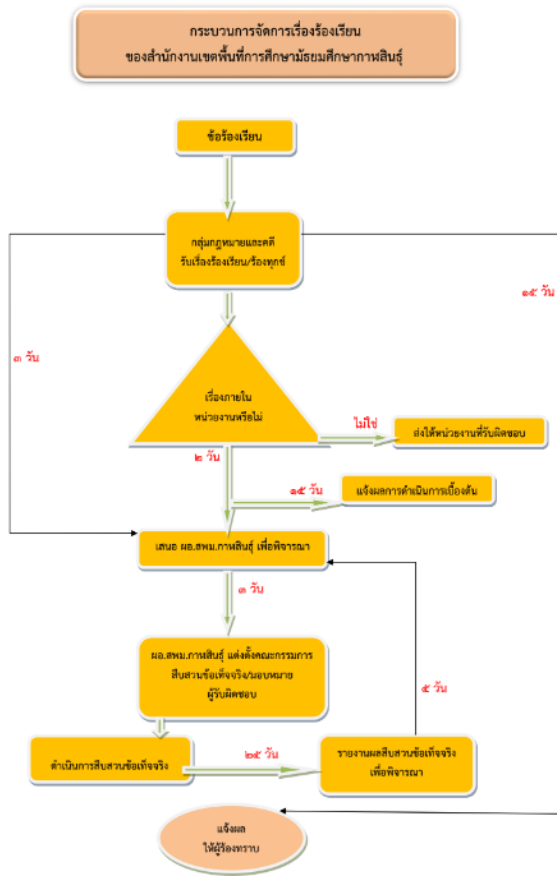 กระบวนการจัดการเรื่องร้องเรียน
ของสำนักงานเขตพื้นที่การศึกษามัธยมศึกษากาฬสินธุ์
ข้อร้องเรียน
กลุ่มกฎหมายและคดี
รับเรื่องร้องเรียน/ร้องทุกข์
๑๕ วัน
๓ วัน
เรื่องภายใน
หน่วยงานหรือไม่
ไม่ใช่
ส่งให้หน่วยงานที่รับผิดชอบ
๒ วัน
๑๕ วัน
แจ้งผลการดำเนินการเบื้องต้น
เสนอ ผอ.สพม.กาฬสินธุ์ เพื่อพิจารณา
๓ วัน
ผอ.สพม.กาฬสินธุ์ แต่งตั้งคณะกรรมการ
สืบสวนข้อเท็จจริง/มอบหมาย
ผู้รับผิดชอบ
๕ วัน
ดำเนินการสืบสวนข้อเท็จจริง
๒๕ วัน
รายงานผลสืบสวนข้อเท็จจริง
เพื่อพิจารณา
แจ้งผล
ให้ผู้ร้องทราบ